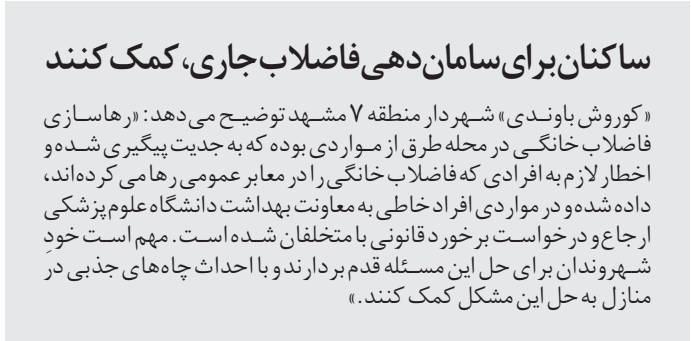 ساکنان برای سامان‌دهی فاضلاب جاری، کمک کنند
«کوروش باوندی» شهردار منطقه ۷ مشهد توضیح می‌دهد: «رهاسازی
فاضلاب خانگی در محله طرق از مواردی بوده که به جدیت پیگیری شده و
اخطار لازم به افرادی که فاضلاب خانگی را در معابر عمومی رها می‌کرده‌اند،
داده شده و در مواردی افراد خاطی به معاونت بهداشت دانشگاه علوم پزشکی
ارجاع و درخواست برخورد قانونی با متخلفان شده است. مهم است خودِ
شهروندان برای حل این مسئله قدم بردارند و با احداث چاه‌های جذبی در
منازل به حل این مشکل کمک کنند.»